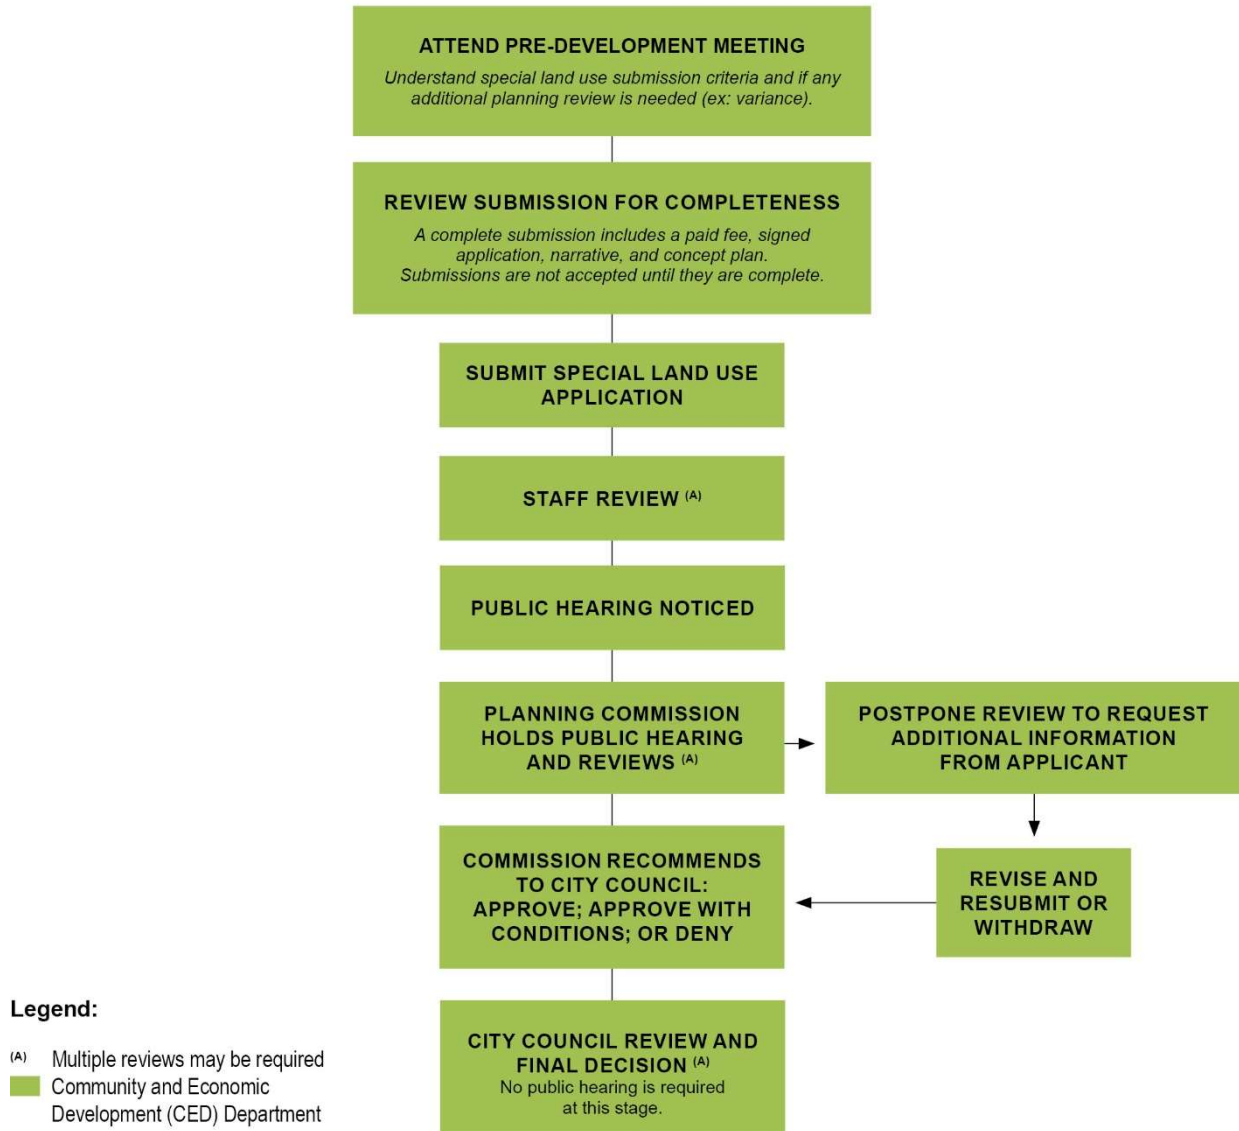 ATTEND PRE-DEVELOPMENT MEETING
Understand special land use submission criteria and if any
additional planning review is needed (ex: variance).
REVIEW SUBMISSION FOR COMPLETENESS
A complete submission includes a paid fee, signed
application, narrative, and concept plan.
Submissions are not accepted until they are complete.
SUBMIT SPECIAL LAND USE
APPLICATION
STAFF REVIEW (A)
PUBLIC HEARING NOTICED
PLANNING COMMISSION
HOLDS PUBLIC HEARING
AND REVIEWS (A)
POSTPONE REVIEW TO REQUEST
ADDITIONAL INFORMATION
FROM APPLICANT
REVISE AND
RESUBMIT OR
WITHDRAW
COMMISSION RECOMMENDS
TO CITY COUNCIL:
APPROVE; APPROVE WITH
CONDITIONS; OR DENY
CITY COUNCIL REVIEW AND
FINAL DECISION (A)
No public hearing is required
at this stage.
Legend:
(A) Multiple reviews may be required
Community and Economic
Development (CED) Department